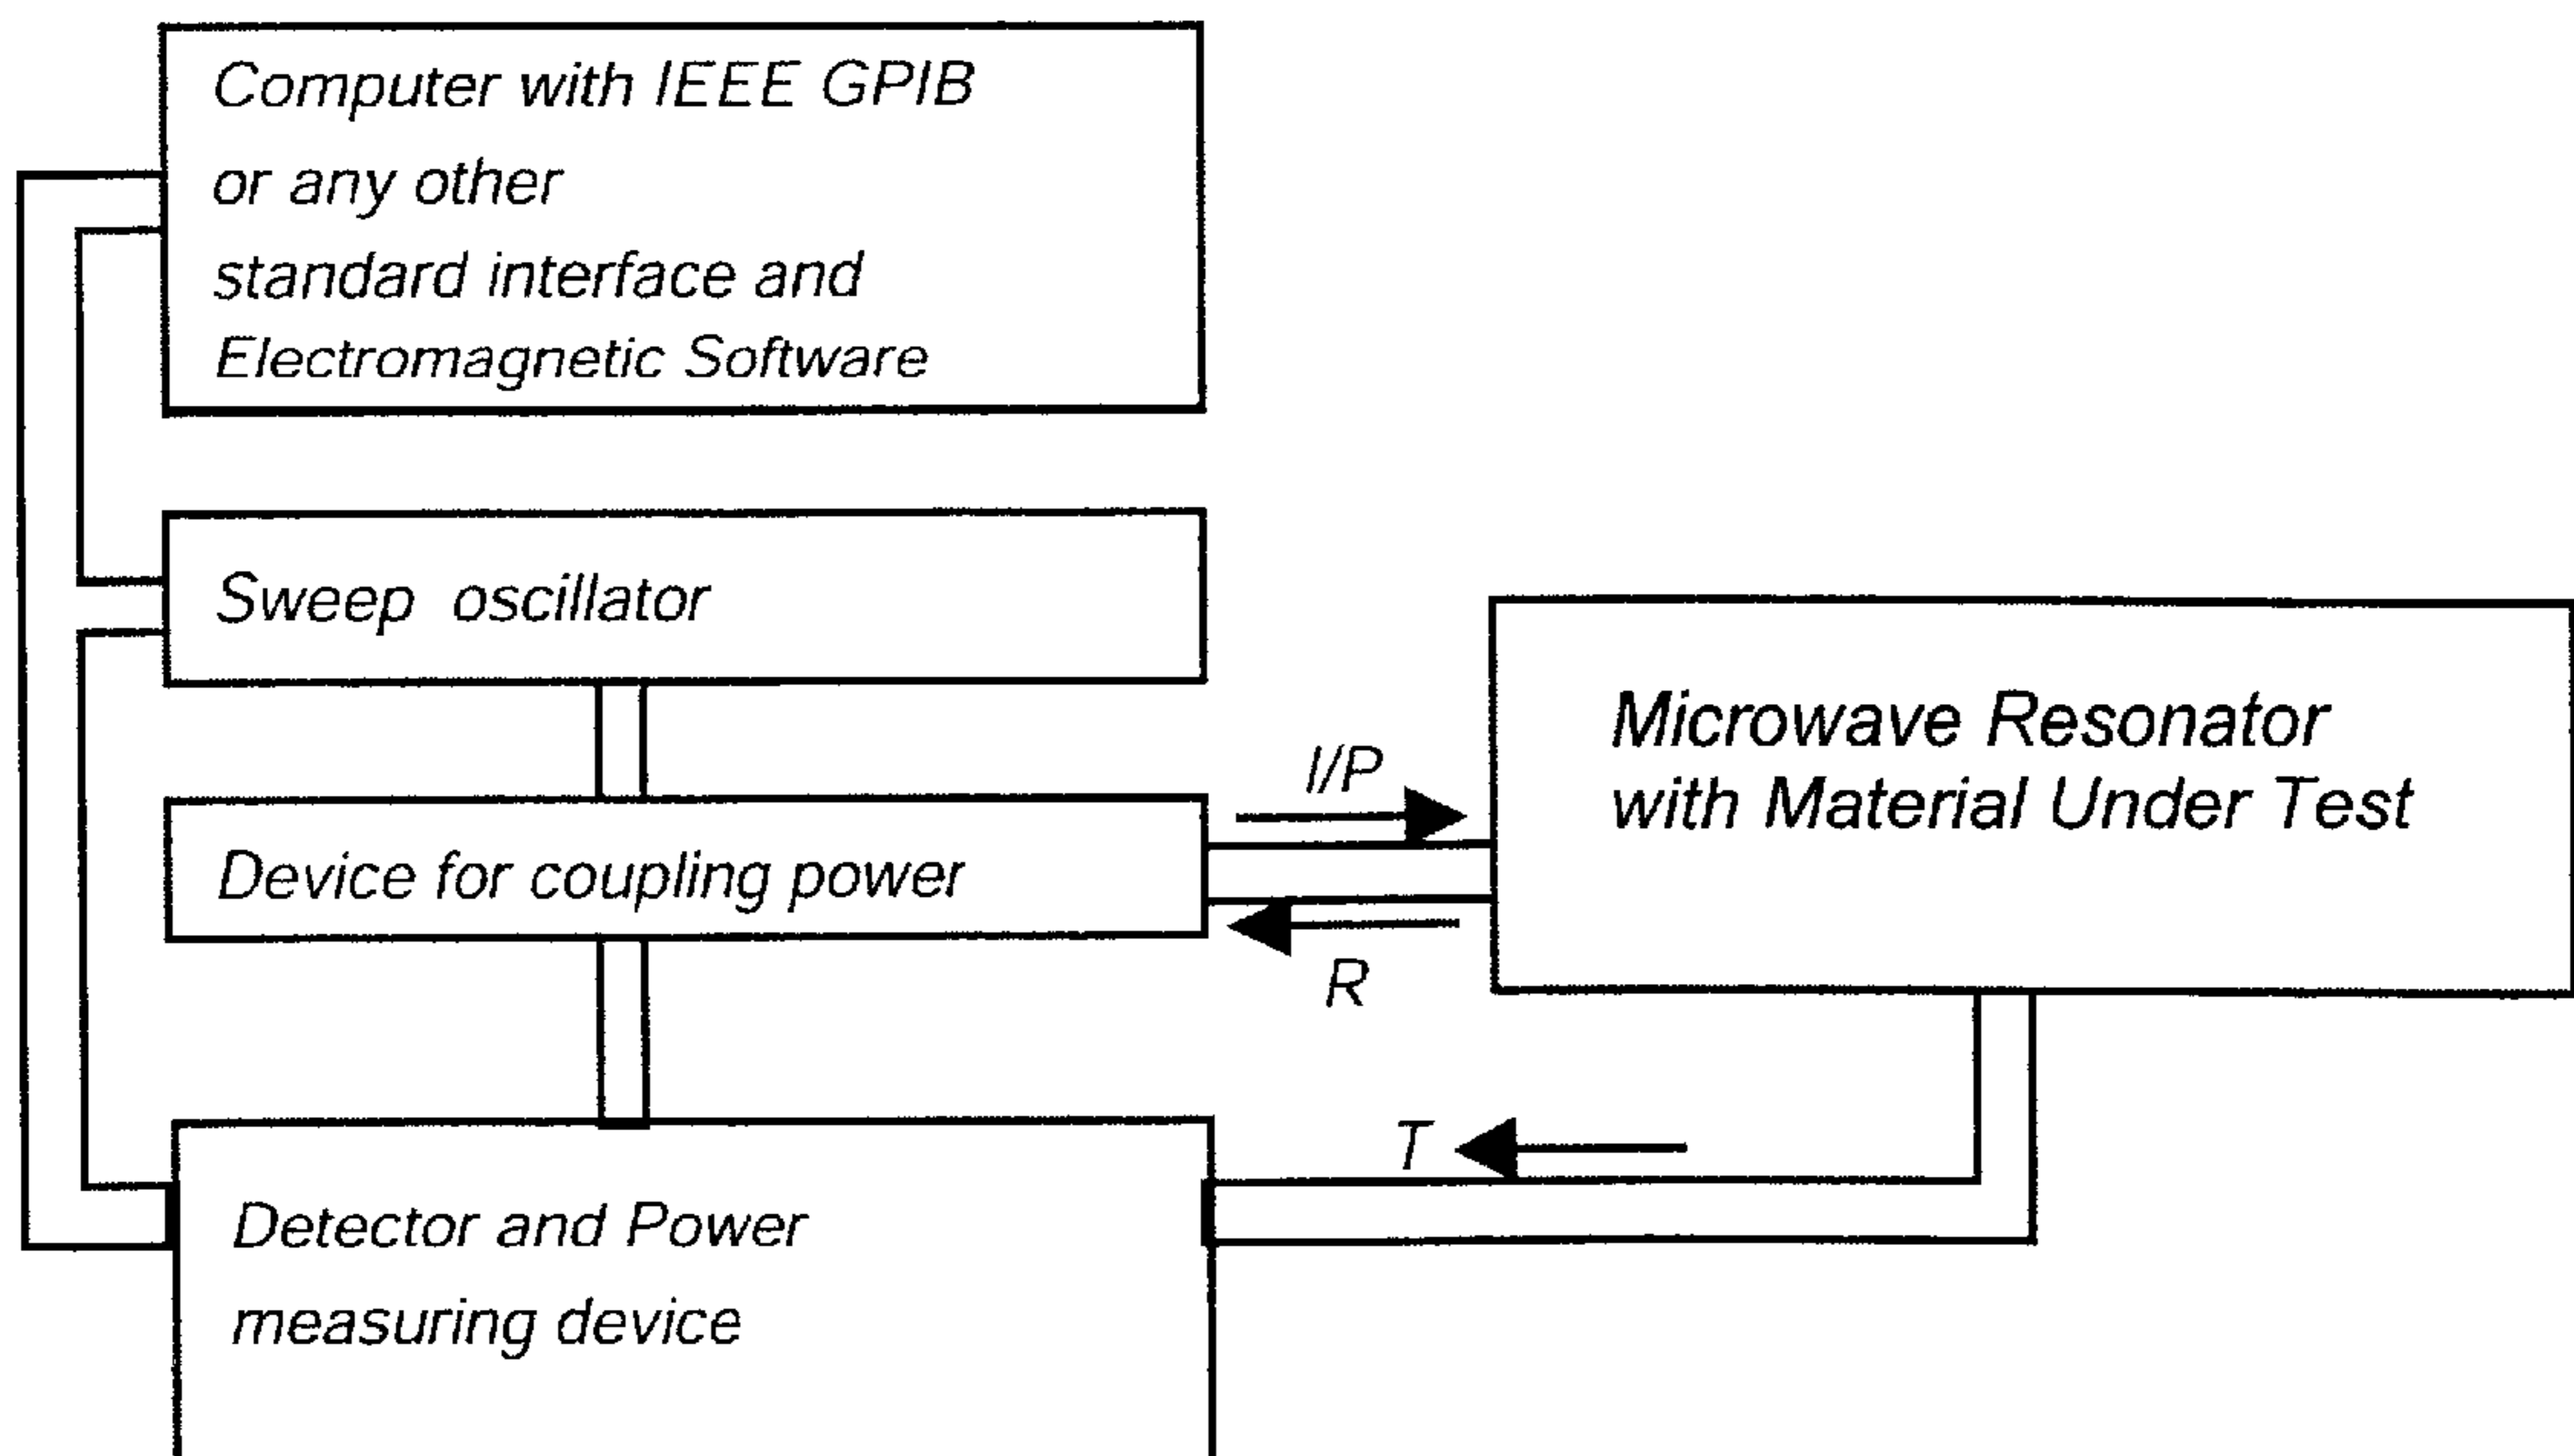 Computer with IEEE GPIB
or any other
standard interface and
Electromagnetic Software
Sweep oscillator
Device for coupling power
I/P
R
Microwave Resonator
with Material Under Test
T
Detector and Power
measuring device